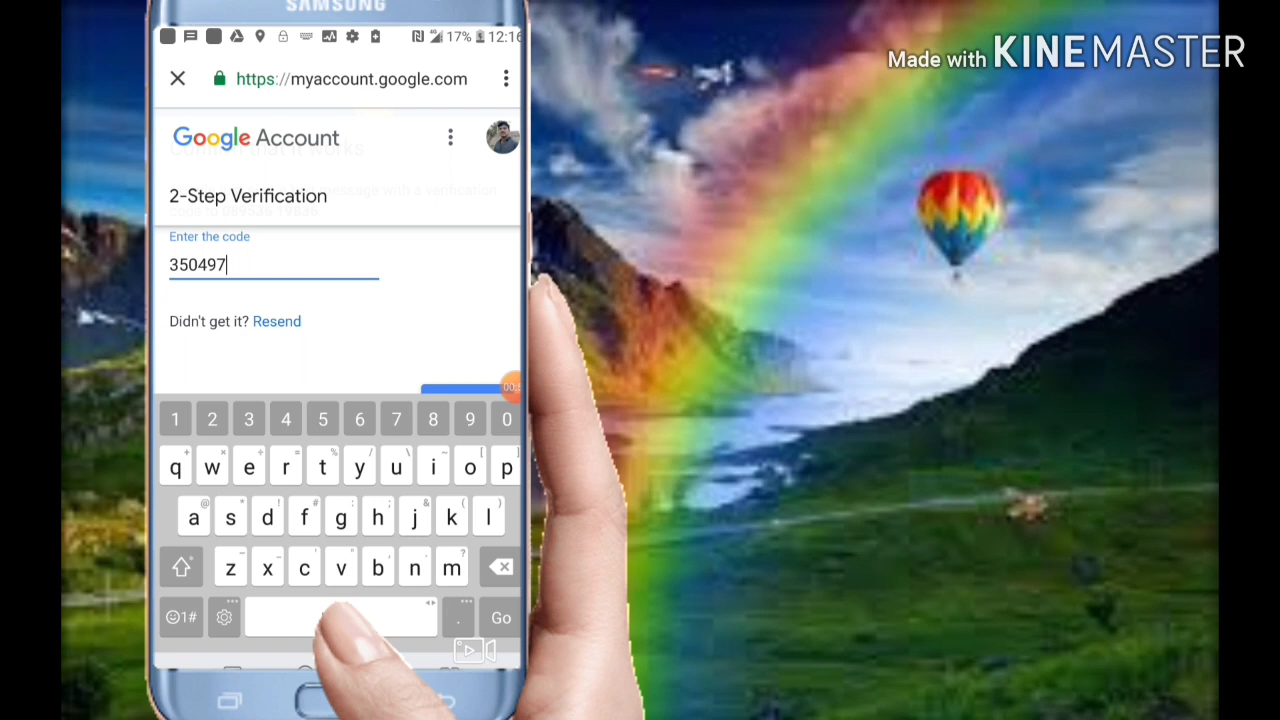 SAMSUNG
17% 12:16
https://myaccount.google.com
Google Account
2-Step Verification
Enter the code
350497
Didn't get it? Resend
1 2 3 4 5 6 7 8 9 0
q w e r t y u i o p
a s d f g h j k l
z x c v b n m
1# . Go
Made with KINEMASTER